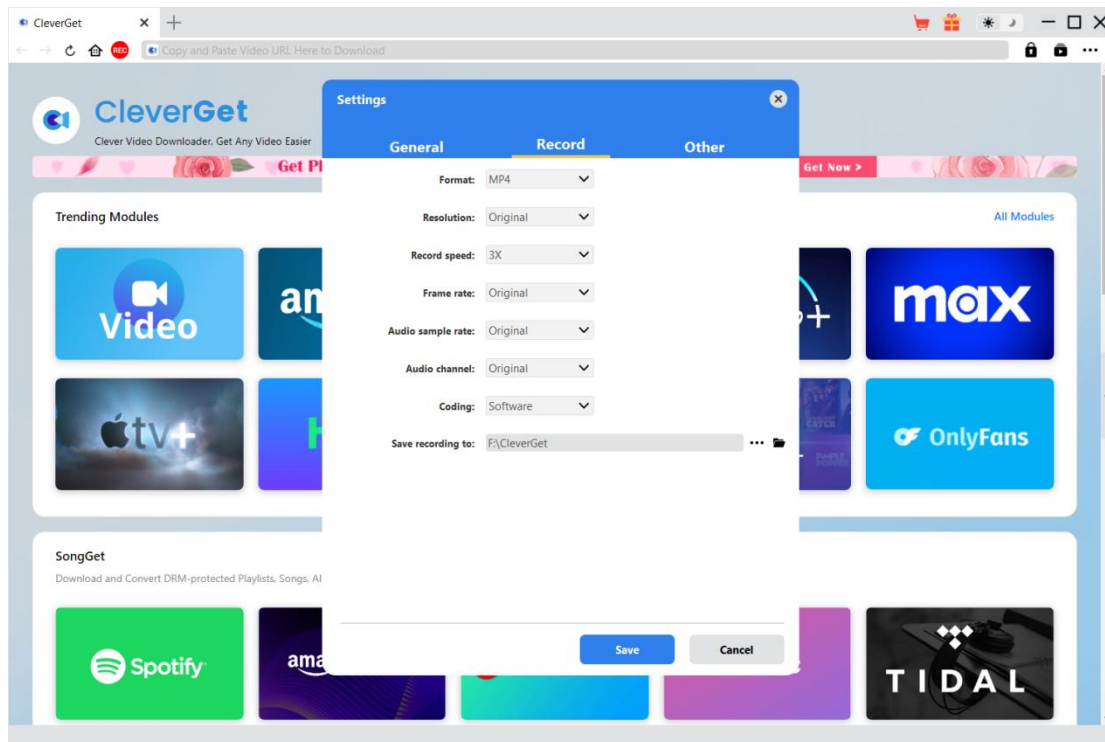 CleverGet
REC
Copy and Paste Video URL Here to Download
CleverGet
Clever Video Downloader, Get Any Video Easier
Get Pl
Get Now >
Settings
General Record Other
Format: MP4
Resolution: Original
Record speed: 3X
Frame rate: Original
Audio sample rate: Original
Audio channel: Original
Coding: Software
Save recording to: F:\CleverGet
Save Cancel
Trending Modules All Modules
Video
am
max
tv+
H
OnlyFans
SongGet
Download and Convert DRM-protected Playlists, Songs, Al
Spotify
ama
TIDAL